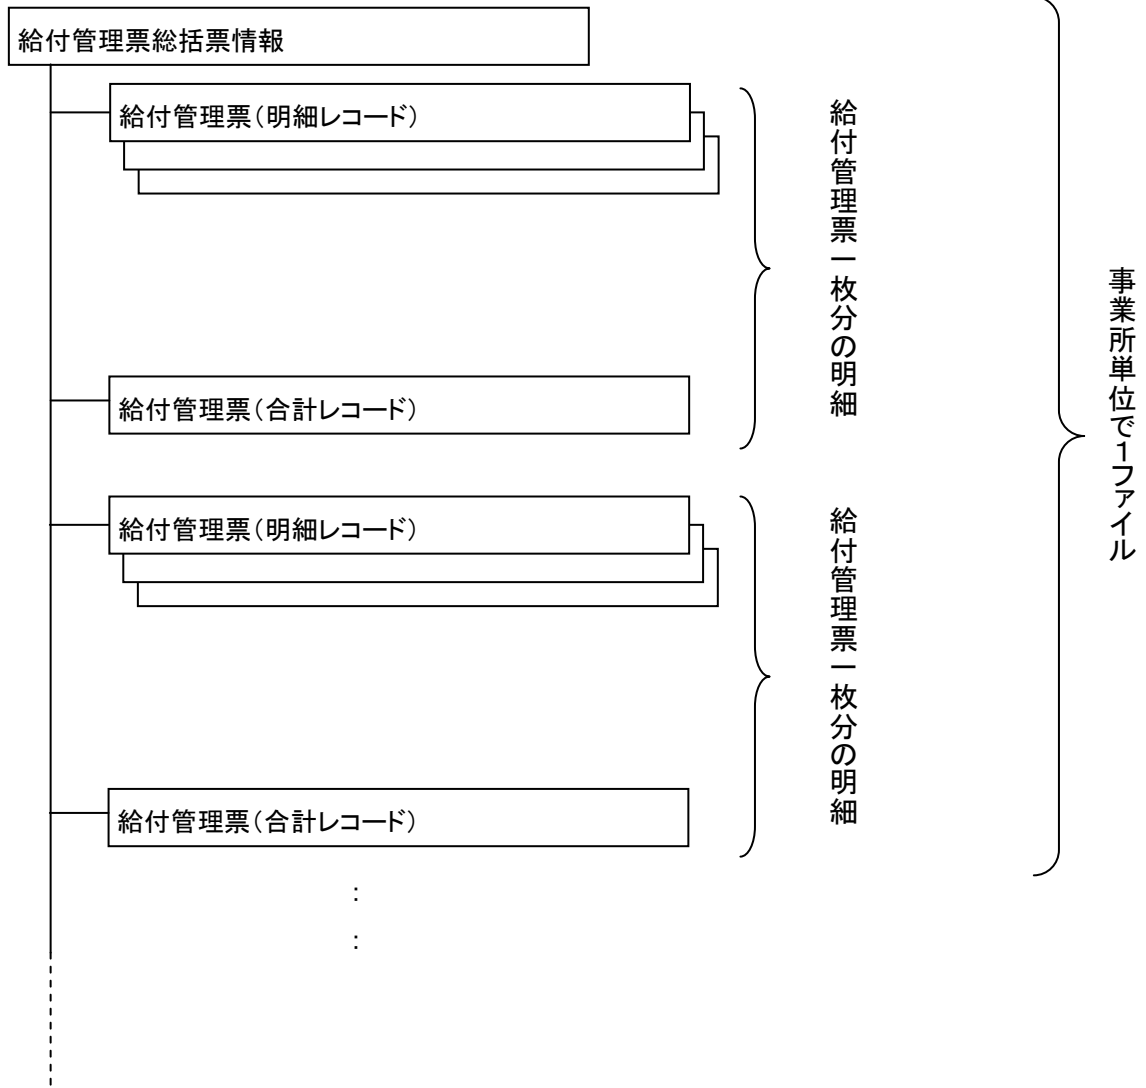 給付管理票総括票情報
給付管理票(明細レコード)
給付管理票一枚分の明細
給付管理票(合計レコード)
給付管理票(明細レコード)
給付管理票一枚分の明細
給付管理票(合計レコード)
:
:
事業所単位で1ファイル